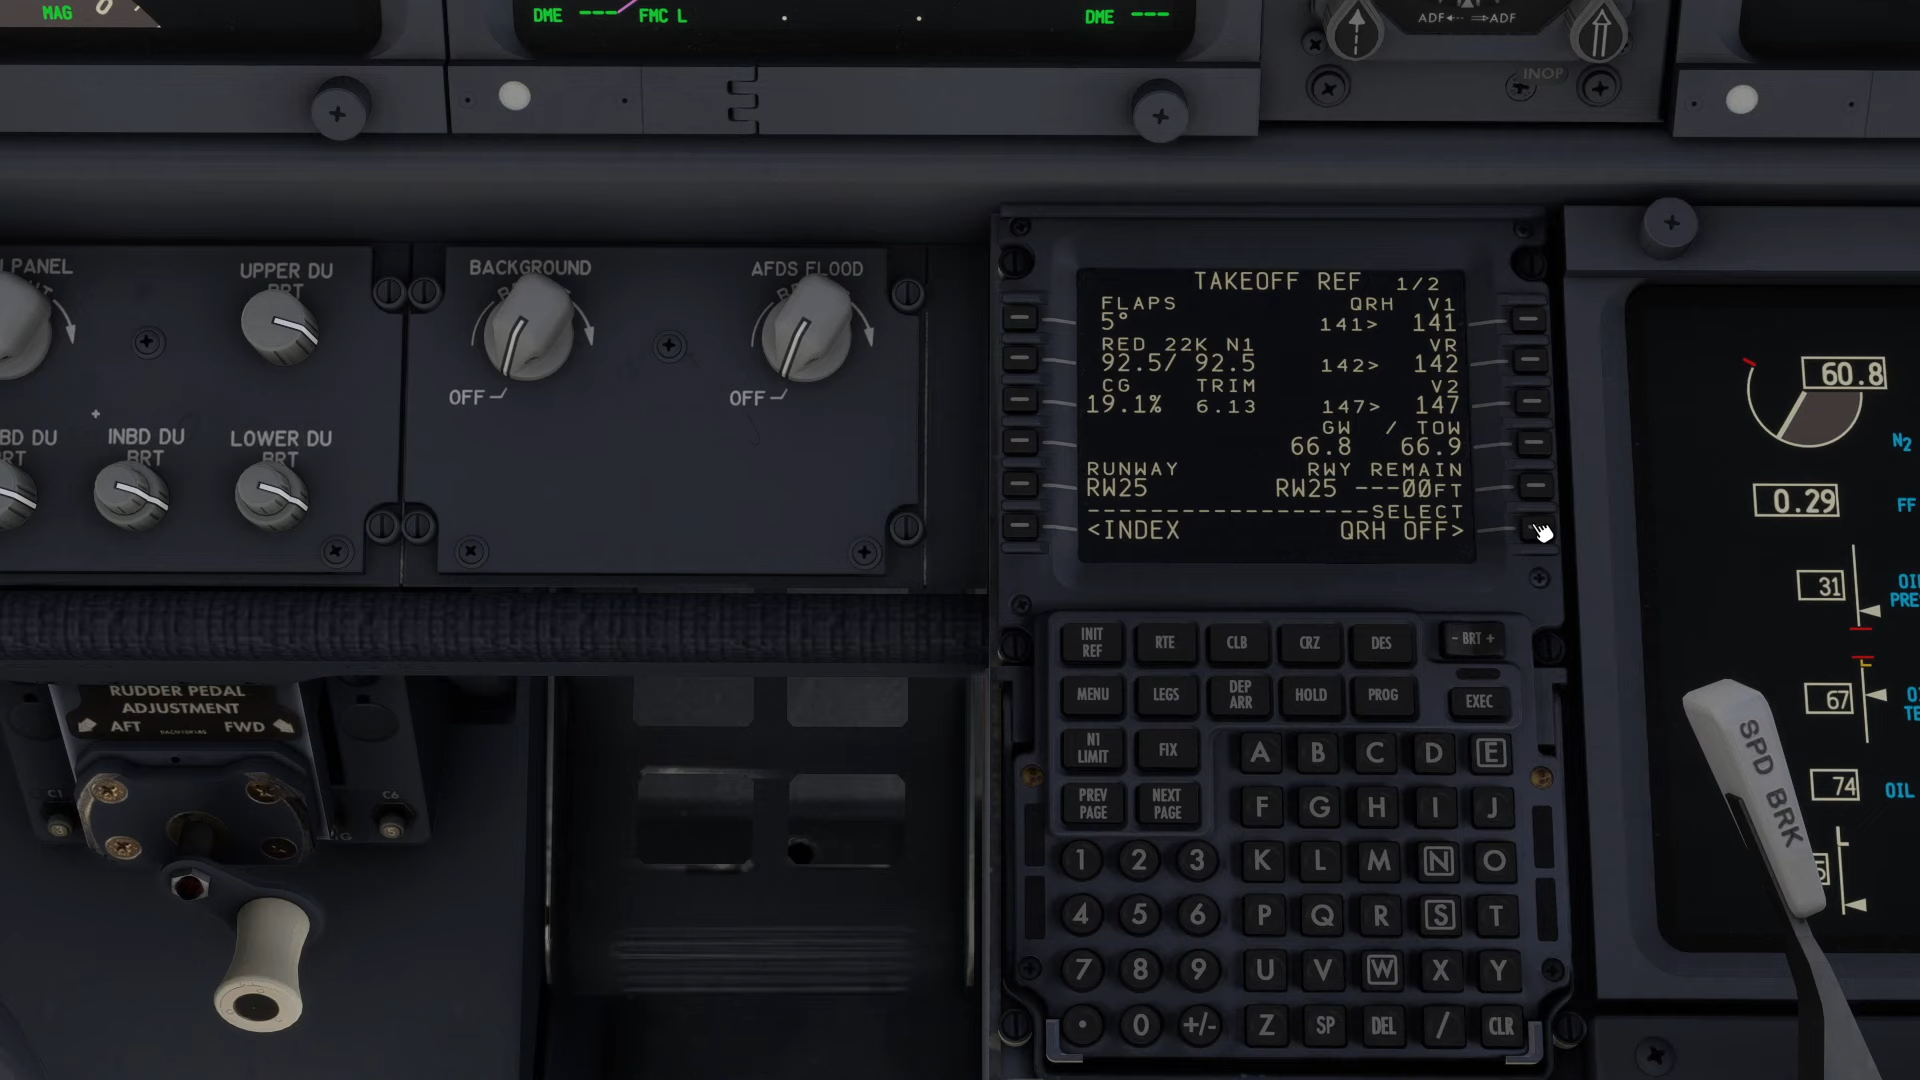 MAG
DME ---
FMC L
DME ---
ADF
ADF
INOP
PANEL
UPPER DU
BRT
BACKGROUND
OFF
AFDS FLOOD
OFF
BD DU
INBD DU
BRT
LOWER DU
BRT
TAKEOFF REF 1/2
FLAPS QRH V1
5° 141> 141
RED 22K N1 VR
92.5/ 92.5 142> 142
CG TRIM V2
19.1% 6.13 147> 147
GW / TOW
66.8 66.9
RUNWAY RWY REMAIN
RW25 RW25 ---00FT
------------------SELECT
<INDEX QRH OFF>
60.8
N2
0.29
FF
31
67
74
OIL
SPD BRK
RUDDER PEDAL
ADJUSTMENT
AFT FWD
C1
C6
INIT REF
RTE
CLB
CRZ
DES
- BRT +
MENU
LEGS
DEP ARR
HOLD
PROG
EXEC
N1 LIMIT
FIX
A B C D E
PREV PAGE
NEXT PAGE
F G H I J
1 2 3 K L M N O
4 5 6 P Q R S T
7 8 9 U V W X Y
. 0 +/- Z SP DEL / CLR